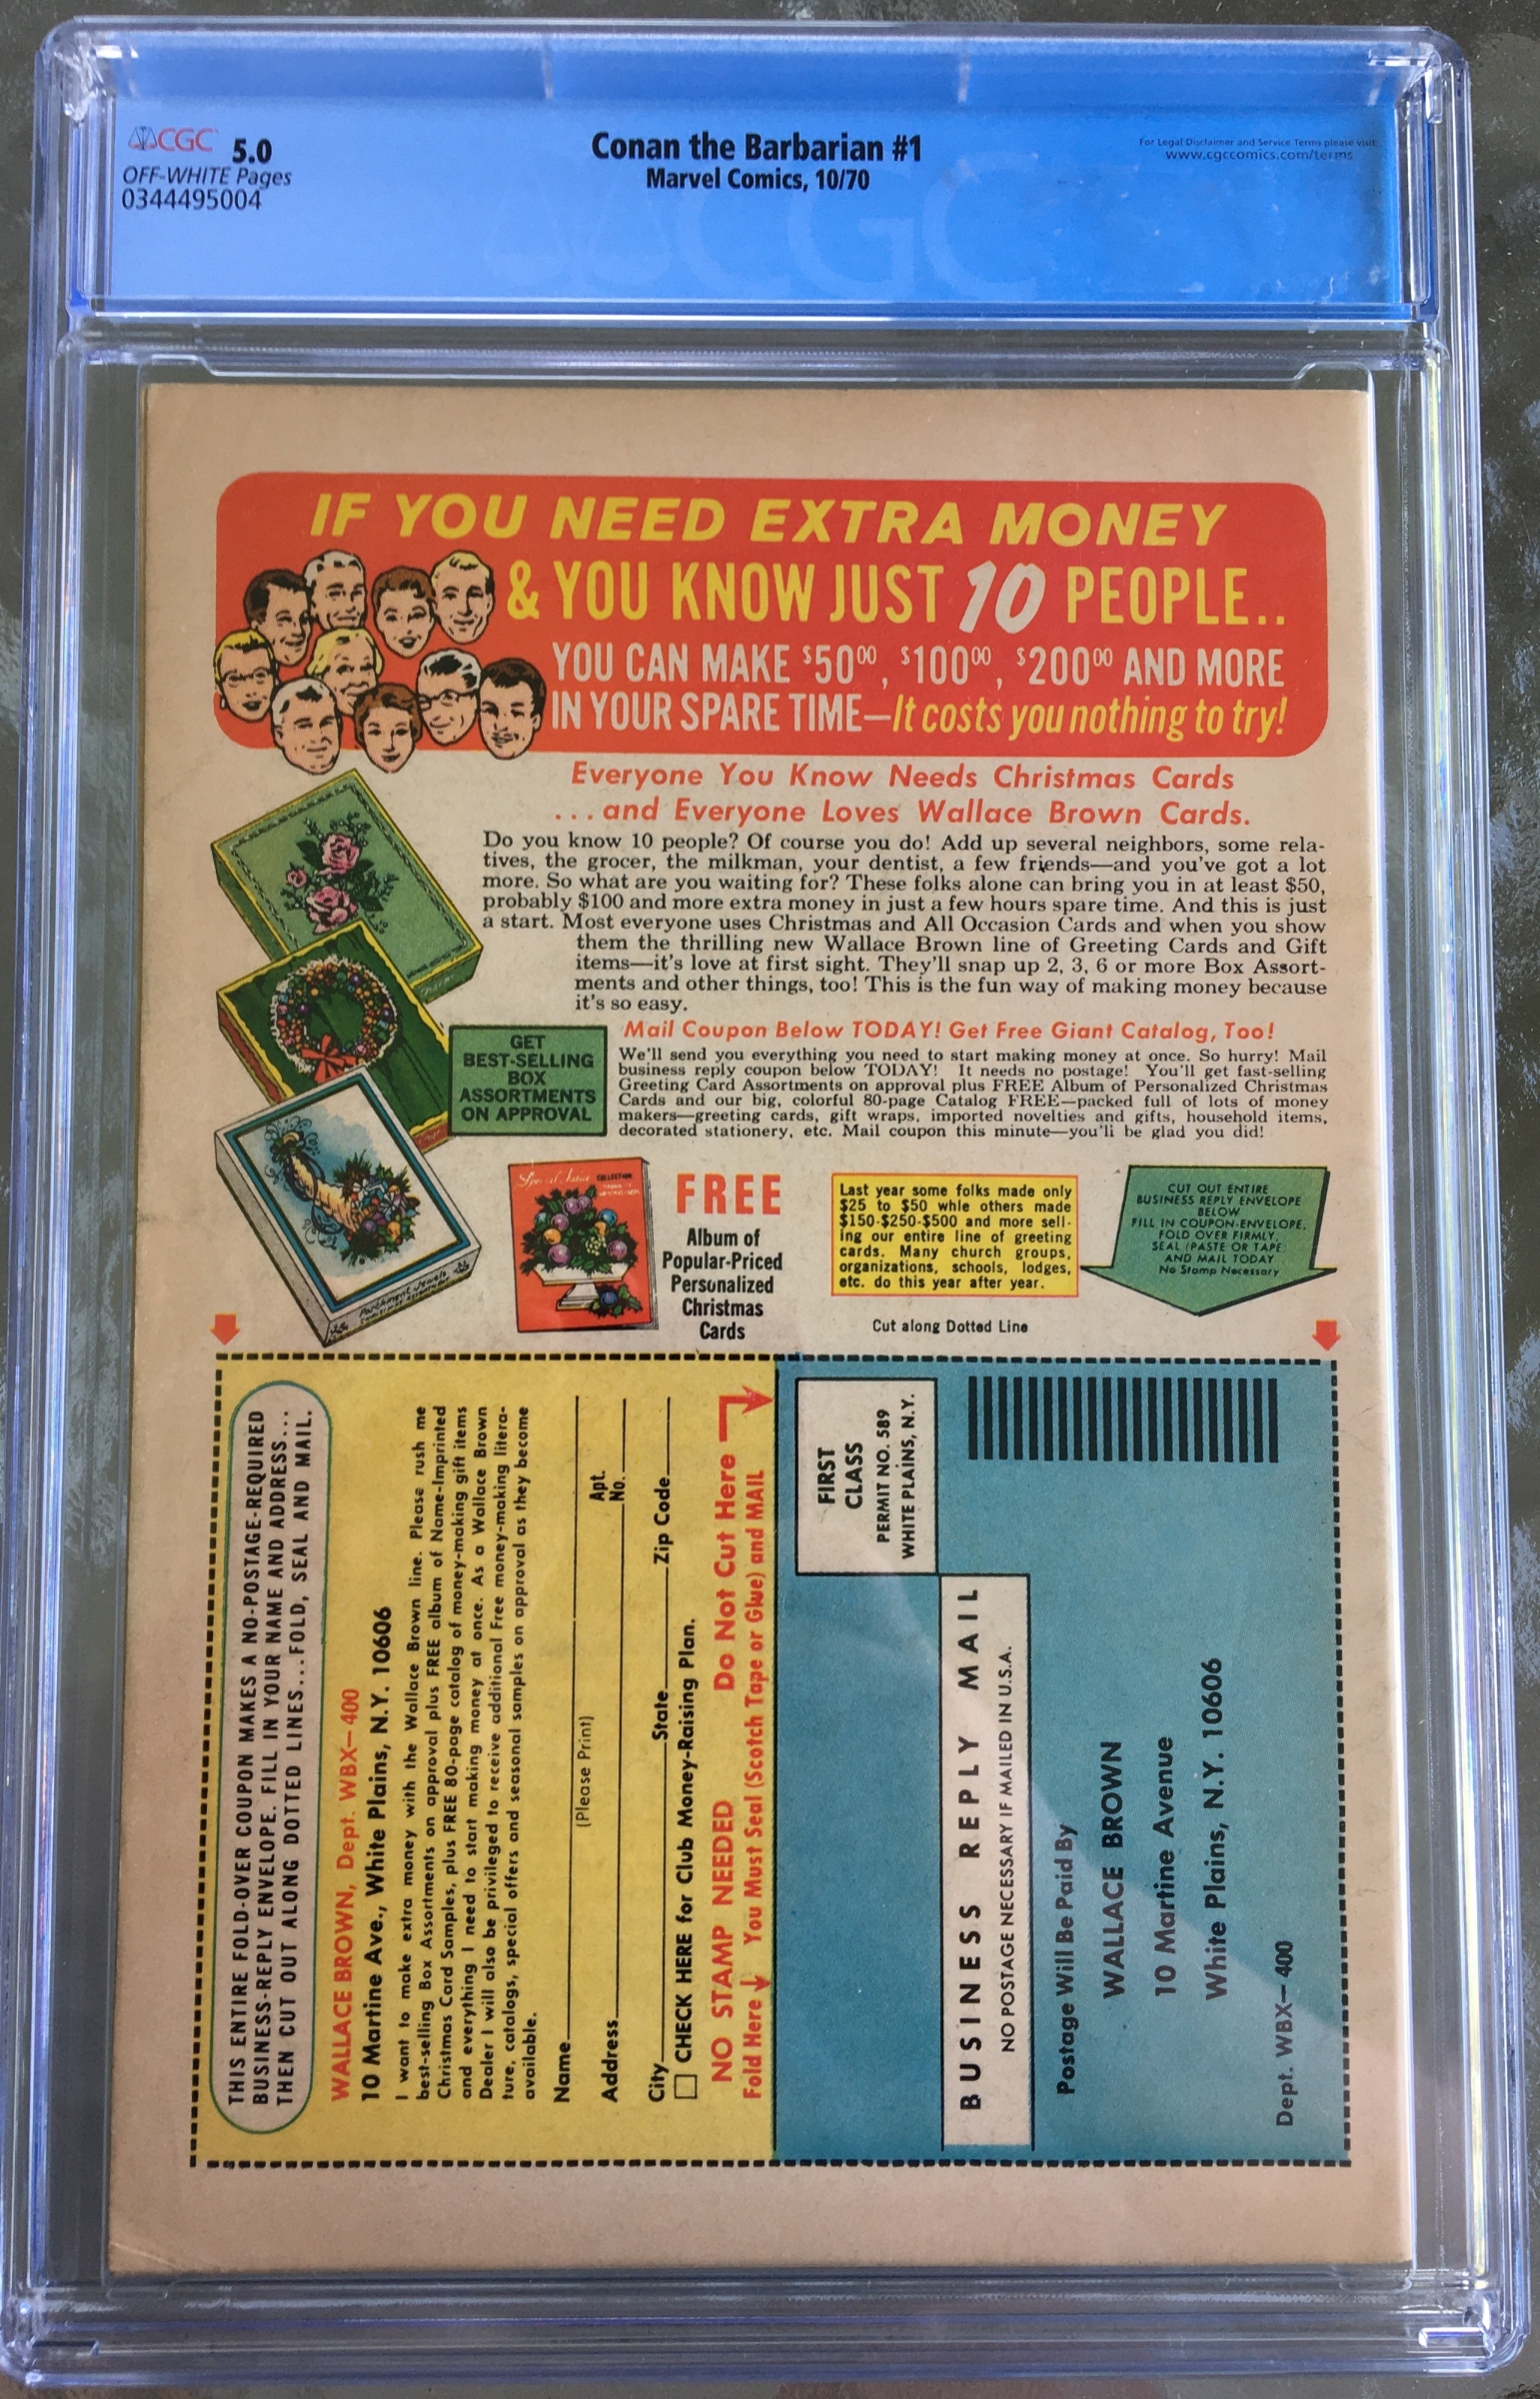 CGC 5.0
OFF-WHITE Pages
0344495004
Conan the Barbarian #1
Marvel Comics, 10/70
For Legal Disclaimer and Service Terms please visit:
www.cgccomics.com/terms
CGC
IF YOU NEED EXTRA MONEY
& YOU KNOW JUST 10 PEOPLE..
YOU CAN MAKE $5000, $10000, $20000 AND MORE
IN YOUR SPARE TIME—It costs you nothing to try!
Everyone You Know Needs Christmas Cards
...and Everyone Loves Wallace Brown Cards.
Do you know 10 people? Of course you do! Add up several neighbors, some rela-
tives, the grocer, the milkman, your dentist, a few friends—and you've got a lot
more. So what are you waiting for? These folks alone can bring you in at least $50,
probably $100 and more extra money in just a few hours spare time. And this is just
a start. Most everyone uses Christmas and All Occasion Cards and when you show
them the thrilling new Wallace Brown line of Greeting Cards and Gift
items—it's love at first sight. They'll snap up 2, 3, 6 or more Box Assort-
ments and other things, too! This is the fun way of making money because
it's so easy.
Mail Coupon Below TODAY! Get Free Giant Catalog, Too!
We'll send you everything you need to start making money at once. So hurry! Mail
business reply coupon below TODAY! It needs no postage! You'll get fast-selling
Greeting Card Assortments on approval plus FREE Album of Personalized Christmas
Cards and our big, colorful 80-page Catalog FREE—packed full of lots of money
makers—greeting cards, gift wraps, imported novelties and gifts, household items,
decorated stationery, etc. Mail coupon this minute—you'll be glad you did!
GET
BEST-SELLING
BOX
ASSORTMENTS
ON APPROVAL
Parchment Jewels
Special Issue COLLECTION
FREE
Album of
Popular-Priced
Personalized
Christmas
Cards
Last year some folks made only
$25 to $50 whle others made
$150-$250-$500 and more sell-
ing our entire line of greeting
cards. Many church groups,
organizations, schools, lodges,
etc. do this year after year.
Cut along Dotted Line
CUT OUT ENTIRE
BUSINESS REPLY ENVELOPE
BELOW
FILL IN COUPON-ENVELOPE,
FOLD OVER FIRMLY,
SEAL (PASTE OR TAPE)
AND MAIL TODAY
No Stamp Necessary
THIS ENTIRE FOLD-OVER COUPON MAKES A NO-POSTAGE-REQUIRED
BUSINESS-REPLY ENVELOPE. FILL IN YOUR NAME AND ADDRESS...
THEN CUT OUT ALONG DOTTED LINES...FOLD, SEAL AND MAIL.
WALLACE BROWN, Dept. WBX—400
10 Martine Ave., White Plains, N.Y. 10606
I want to make extra money with the Wallace Brown line. Please rush me
best-selling Box Assortments on approval plus FREE album of Name-Imprinted
Christmas Card Samples, plus FREE 80-page catalog of money-making gift items
and everything I need to start making money at once. As a Wallace Brown
Dealer I will also be privileged to receive additional Free money-making litera-
ture, catalogs, special offers and seasonal samples on approval as they become
available.
Name
(Please Print)
Address Apt. No.
City State Zip Code
CHECK HERE for Club Money-Raising Plan.
NO STAMP NEEDED Do Not Cut Here
Fold Here You Must Seal (Scotch Tape or Glue) and MAIL
FIRST
CLASS
PERMIT NO. 589
WHITE PLAINS, N.Y.
BUSINESS REPLY MAIL
NO POSTAGE NECESSARY IF MAILED IN U.S.A.
Postage Will Be Paid By
WALLACE BROWN
10 Martine Avenue
White Plains, N.Y. 10606
Dept. WBX—400